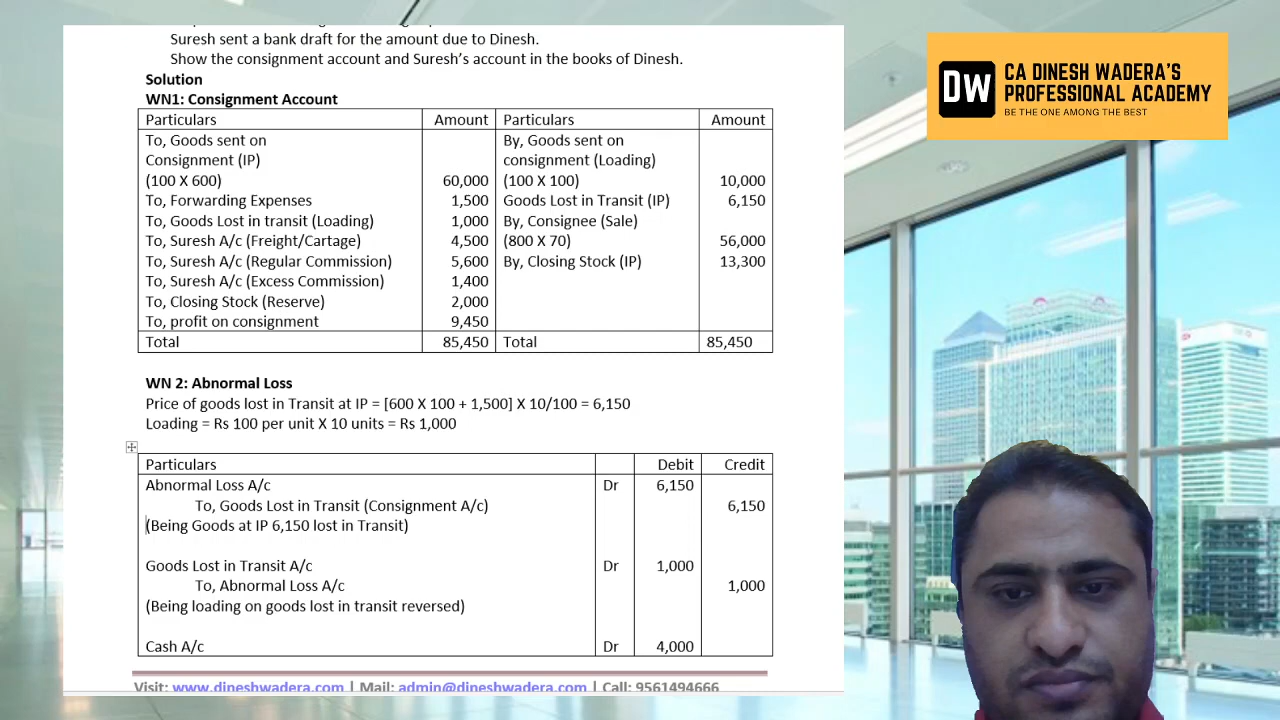 Suresh sent a bank draft for the amount due to Dinesh.
Show the consignment account and Suresh's account in the books of Dinesh.
Solution
WN1: Consignment Account
Particulars Amount Particulars Amount
To, Goods sent on By, Goods sent on
Consignment (IP) consignment (Loading)
(100 X 600) 60,000 (100 X 100) 10,000
To, Forwarding Expenses 1,500 Goods Lost in Transit (IP) 6,150
To, Goods Lost in transit (Loading) 1,000 By, Consignee (Sale)
To, Suresh A/c (Freight/Cartage) 4,500 (800 X 70) 56,000
To, Suresh A/c (Regular Commission) 5,600 By, Closing Stock (IP) 13,300
To, Suresh A/c (Excess Commission) 1,400
To, Closing Stock (Reserve) 2,000
To, profit on consignment 9,450
Total 85,450 Total 85,450
WN 2: Abnormal Loss
Price of goods lost in Transit at IP = [600 X 100 + 1,500] X 10/100 = 6,150
Loading = Rs 100 per unit X 10 units = Rs 1,000
Particulars Debit Credit
Abnormal Loss A/c Dr 6,150
To, Goods Lost in Transit (Consignment A/c) 6,150
(Being Goods at IP 6,150 lost in Transit)
Goods Lost in Transit A/c Dr 1,000
To, Abnormal Loss A/c 1,000
(Being loading on goods lost in transit reversed)
Cash A/c Dr 4,000
Visit: www.dineshwadera.com | Mail: admin@dineshwadera.com | Call: 9561494666
DW
CA DINESH WADERA'S
PROFESSIONAL ACADEMY
BE THE ONE AMONG THE BEST